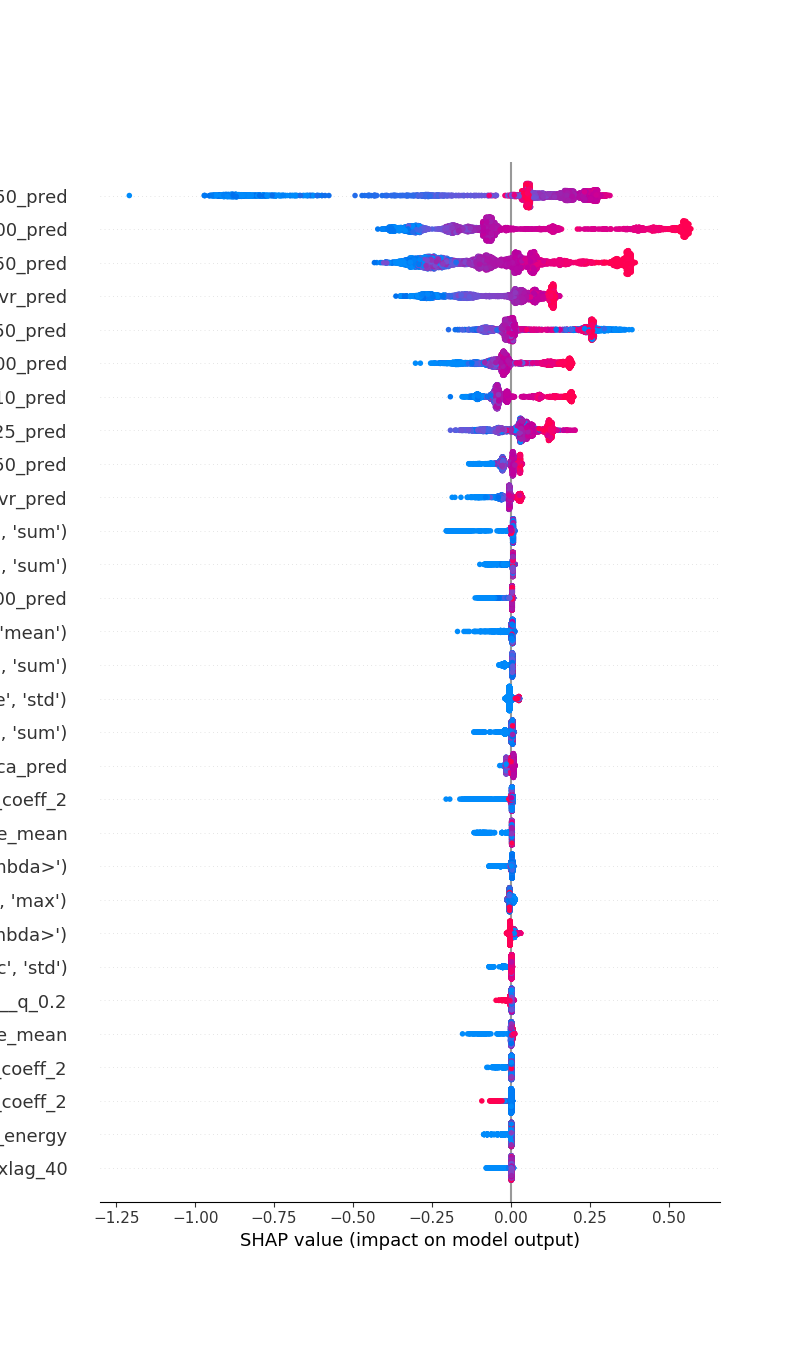 50_pred
00_pred
50_pred
vr_pred
50_pred
00_pred
10_pred
25_pred
50_pred
vr_pred
, 'sum')
, 'sum')
00_pred
'mean')
, 'sum')
e', 'std')
, 'sum')
ca_pred
_coeff_2
e_mean
mbda>')
, 'max')
mbda>')
c', 'std')
__q_0.2
e_mean
_coeff_2
_coeff_2
_energy
xlag_40
−1.25 −1.00 −0.75 −0.50 −0.25 0.00 0.25 0.50
SHAP value (impact on model output)